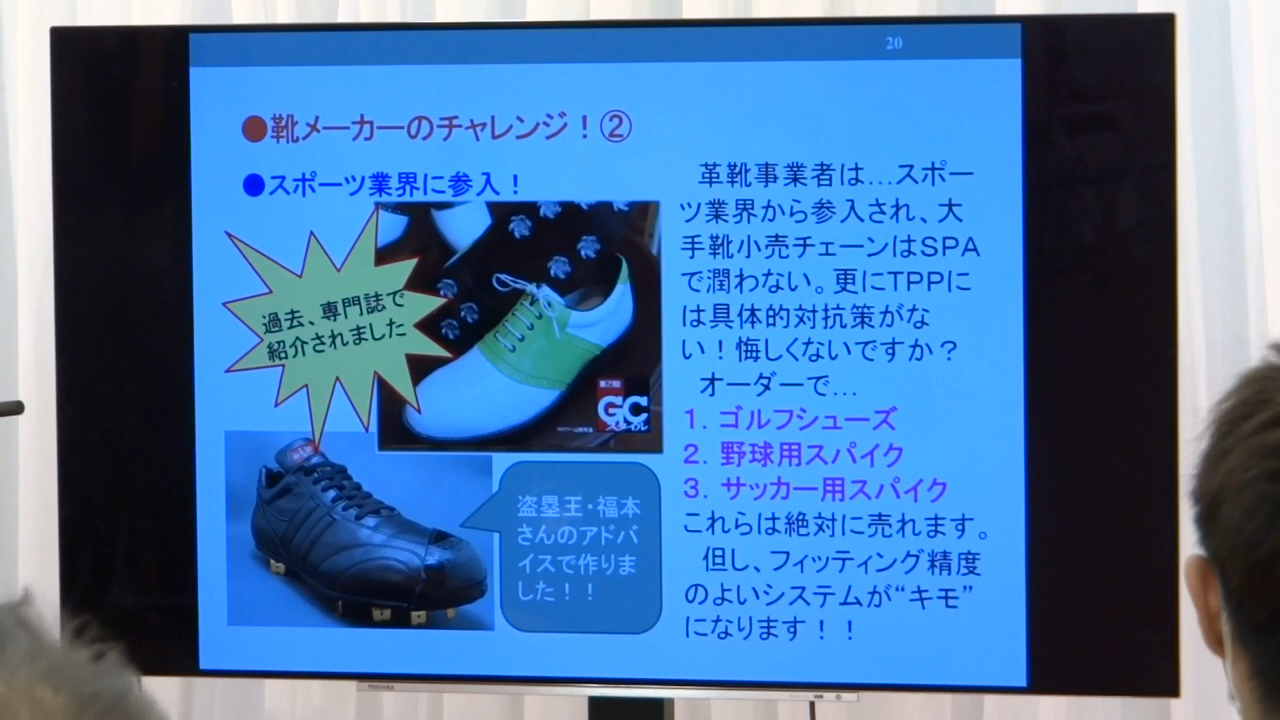 20
●靴メーカーのチャレンジ！②
●スポーツ業界に参入！
過去、専門誌で
紹介されました
GC
スタイル
盗塁王・福本
さんのアドバ
イスで作りま
した！！
革靴事業者は…スポー
ツ業界から参入され、大
手靴小売チェーンはSPA
で潤わない。更にTPPに
は具体的対抗策がな
い！悔しくないですか？
オーダーで…
1. ゴルフシューズ
2. 野球用スパイク
3. サッカー用スパイク
これらは絶対に売れます。
但し、フィッティング精度
のよいシステムが“キモ”
になります！！
TOSHIBA